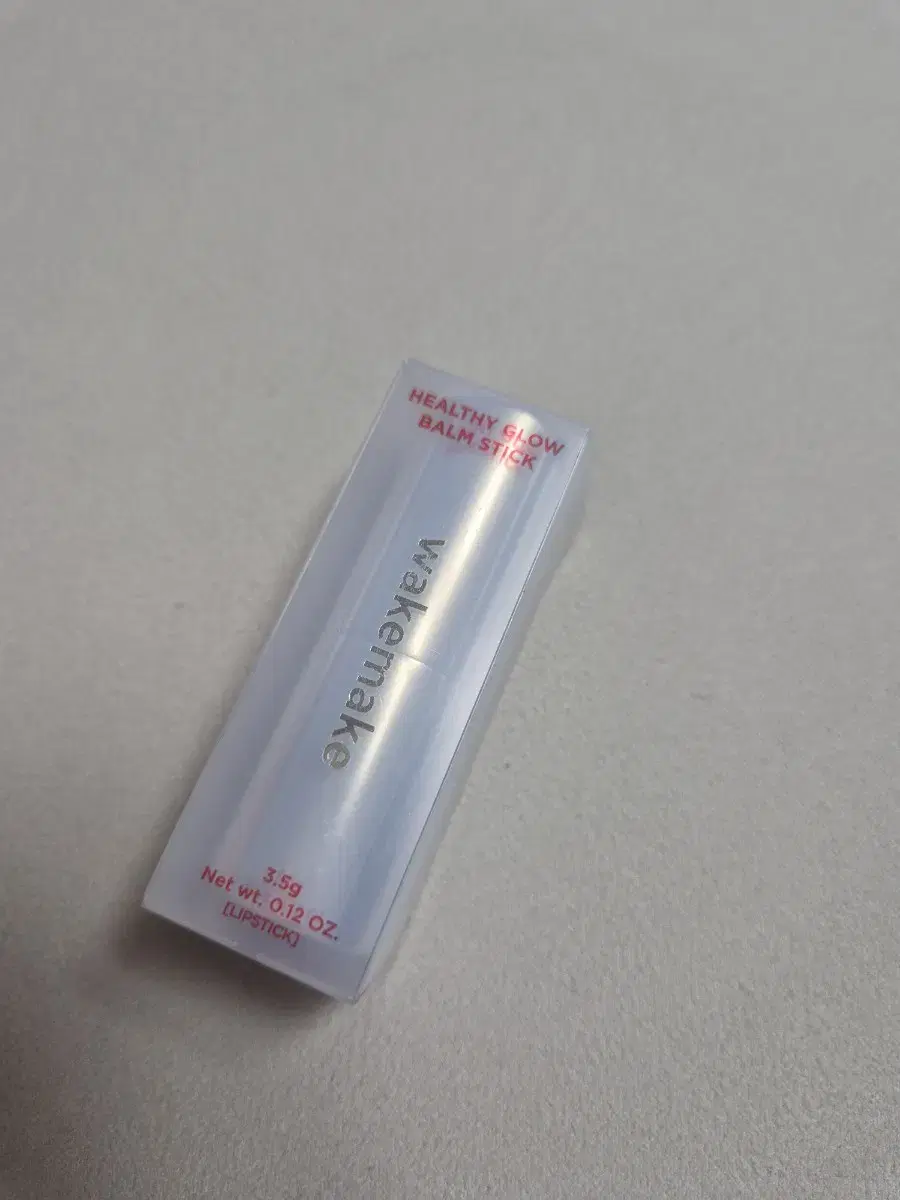 HEALTHY GLOW
BALM STICK
wakemake
3.5g
Net wt. 0.12 OZ.
[LIPSTICK]